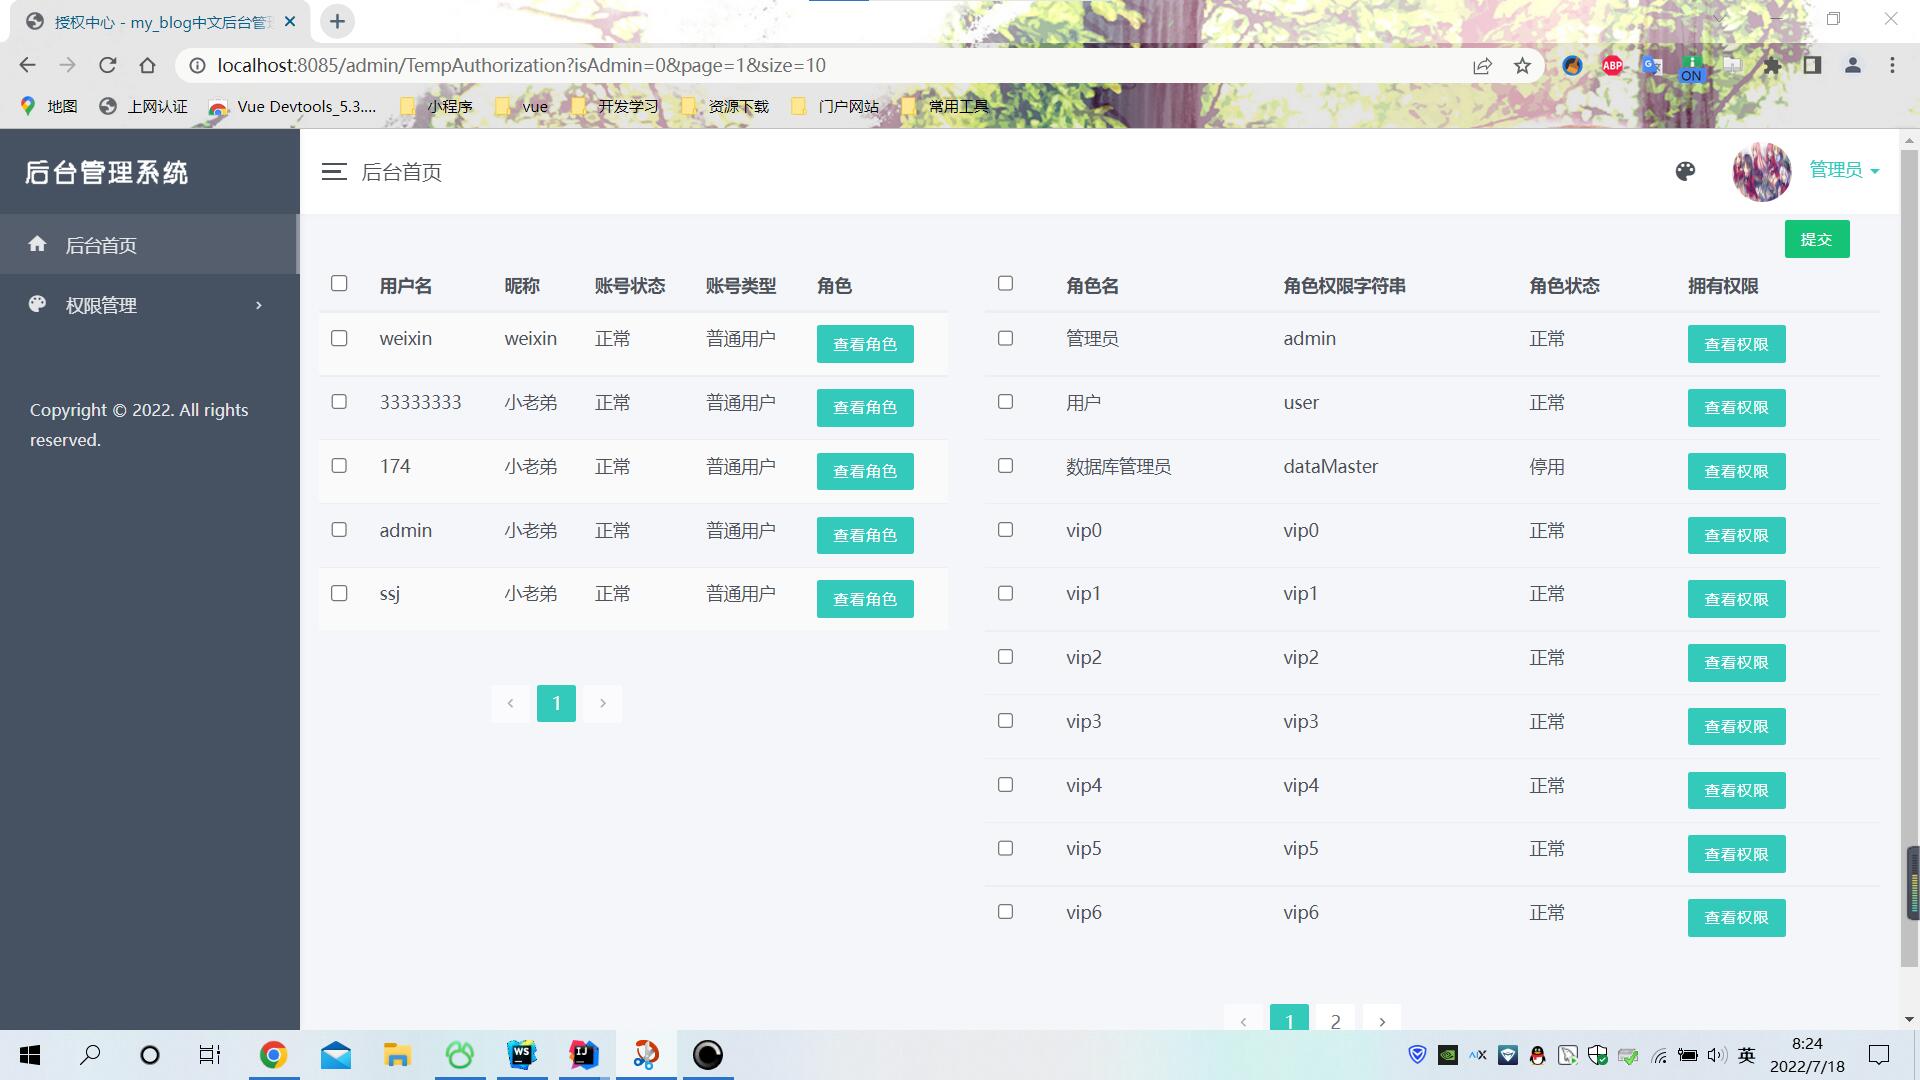 授权中心 - my_blog中文后台管
localhost:8085/admin/TempAuthorization?isAdmin=0&page=1&size=10
ABP
ON
地图 上网认证 Vue Devtools_5.3.... 小程序 vue 开发学习 资源下载 门户网站 常用工具
后台管理系统
后台首页
管理员
后台首页
权限管理
Copyright © 2022. All rights
reserved.
提交
用户名 昵称 账号状态 账号类型 角色
weixin weixin 正常 普通用户 查看角色
33333333 小老弟 正常 普通用户 查看角色
174 小老弟 正常 普通用户 查看角色
admin 小老弟 正常 普通用户 查看角色
ssj 小老弟 正常 普通用户 查看角色
‹ 1 ›
角色名 角色权限字符串 角色状态 拥有权限
管理员 admin 正常 查看权限
用户 user 正常 查看权限
数据库管理员 dataMaster 停用 查看权限
vip0 vip0 正常 查看权限
vip1 vip1 正常 查看权限
vip2 vip2 正常 查看权限
vip3 vip3 正常 查看权限
vip4 vip4 正常 查看权限
vip5 vip5 正常 查看权限
vip6 vip6 正常 查看权限
‹ 1 2 ›
WS
IJ
英
8:24
2022/7/18